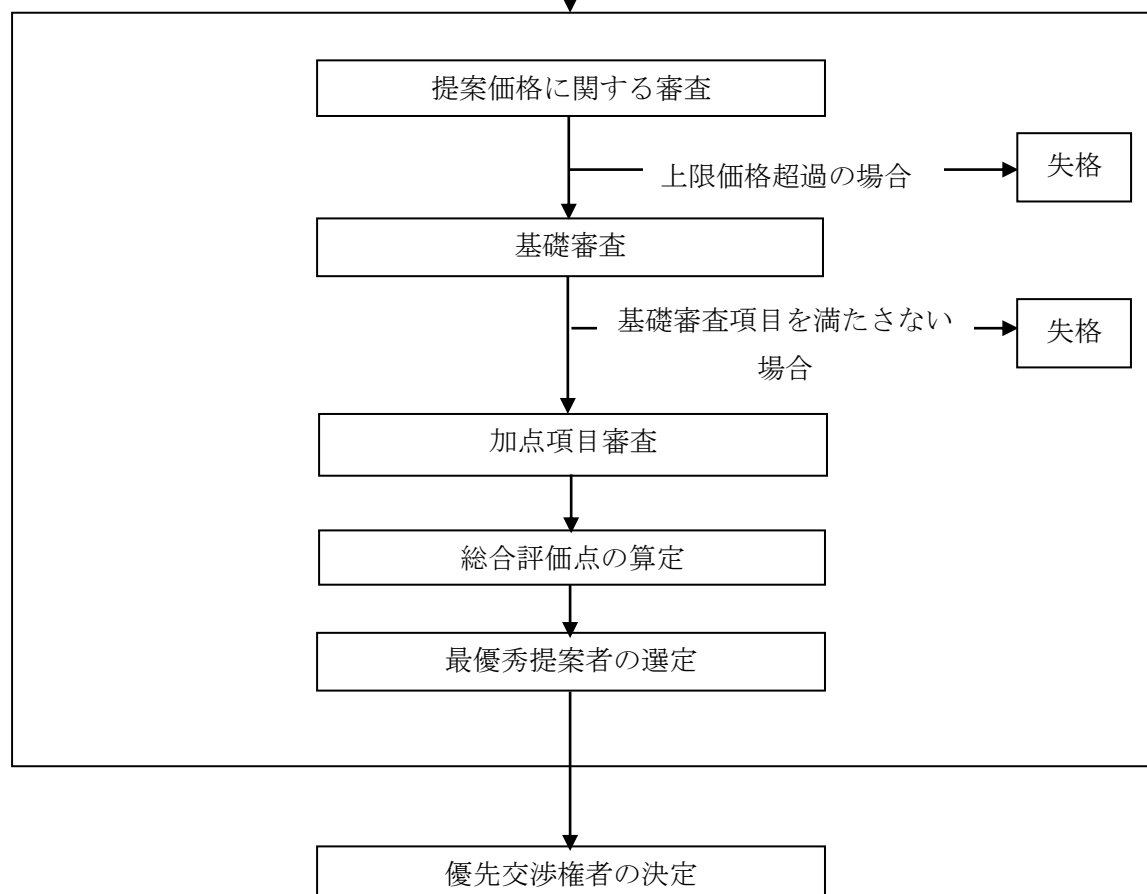 提案価格に関する審査
上限価格超過の場合
失格
基礎審査
基礎審査項目を満たさない
場合
失格
加点項目審査
総合評価点の算定
最優秀提案者の選定
優先交渉権者の決定